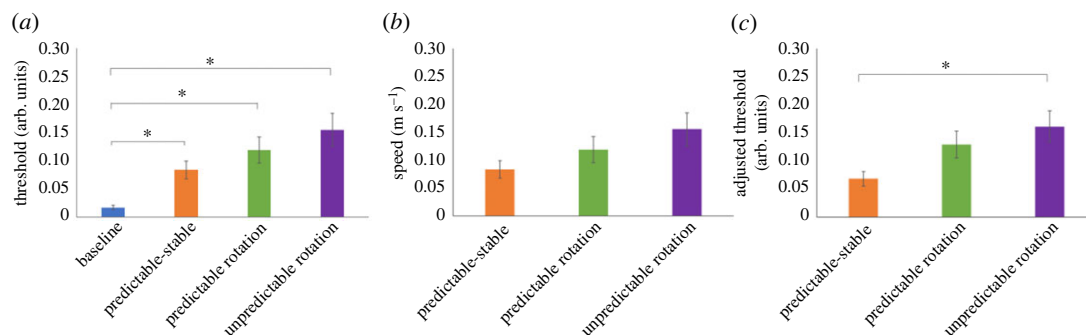 (a)
0.30
0.25
0.20
0.15
0.10
0.05
0
threshold (arb. units)
*
*
*
baseline
predictable-stable
predictable rotation
unpredictable rotation
(b)
0.30
0.25
0.20
0.15
0.10
0.05
0
speed (m s⁻¹)
predictable-stable
predictable rotation
unpredictable rotation
(c)
0.30
0.25
0.20
0.15
0.10
0.05
0
adjusted threshold
(arb. units)
*
predictable-stable
predictable rotation
unpredictable rotation